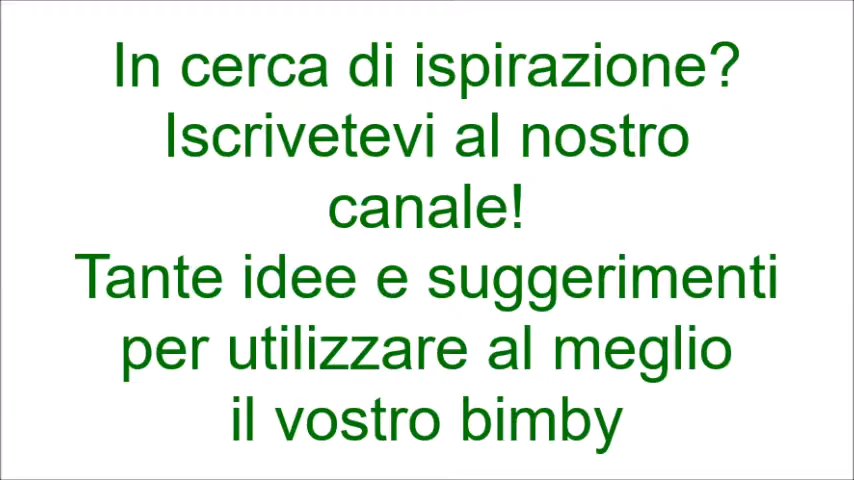 In cerca di ispirazione?
Iscrivetevi al nostro
canale!
Tante idee e suggerimenti
per utilizzare al meglio
il vostro bimby